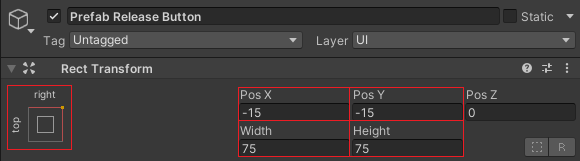 Prefab Release Button Static
Tag Untagged Layer UI
Rect Transform
right
top
Pos X Pos Y Pos Z
-15 -15 0
Width Height
75 75 R